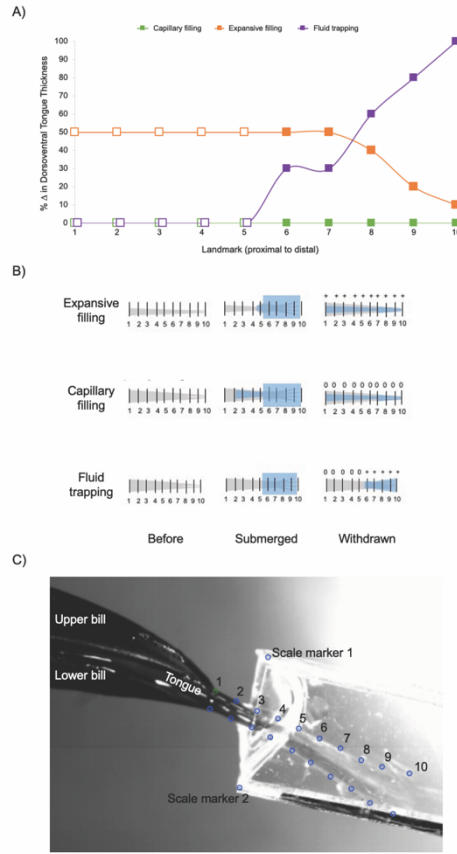 A)
Capillary filling Expansive filling Fluid trapping
% Δ in Dorsoventral Tongue Thickness
100
90
80
70
60
50
40
30
20
10
0
1 2 3 4 5 6 7 8 9 10
Landmark (proximal to distal)
B)
Expansive filling
1 2 3 4 5 6 7 8 9 10
1 2 3 4 5 6 7 8 9 10
+ + + + + + + + + +
1 2 3 4 5 6 7 8 9 10
Capillary filling
1 2 3 4 5 6 7 8 9 10
1 2 3 4 5 6 7 8 9 10
0 0 0 0 0 0 0 0 0 0
1 2 3 4 5 6 7 8 9 10
Fluid trapping
1 2 3 4 5 6 7 8 9 10
1 2 3 4 5 6 7 8 9 10
0 0 0 0 0 + + + + +
1 2 3 4 5 6 7 8 9 10
Before Submerged Withdrawn
C)
Upper bill
Lower bill
Tongue
Scale marker 1
1
2
3
4
5
6
7
8
9
10
Scale marker 2